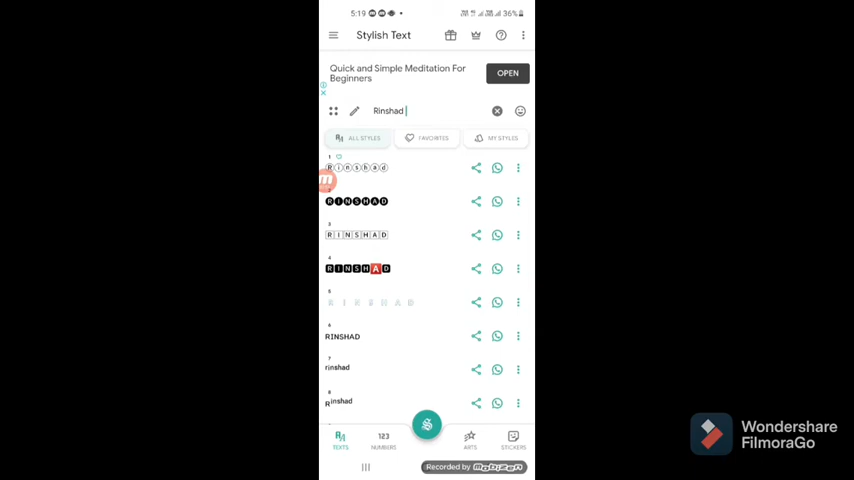 5:19
36%
Stylish Text
Quick and Simple Meditation For
Beginners
OPEN
Rinshad
ALL STYLES
FAVORITES
MY STYLES
1
Ⓡⓘⓝⓢⓗⓐⓓ
2
🅡🅘🅝🅢🅗🅐🅓
3
🅁🄸🄽🅂🄷🄰🄳
4
🆁🅸🅽🆂🅷🅰🅳
5
R I N S H A D
6
RINSHAD
7
rinshad
8
Rinshad
TEXTS
123
NUMBERS
ARTS
STICKERS
Recorded by mobizen
Wondershare
FilmoraGo